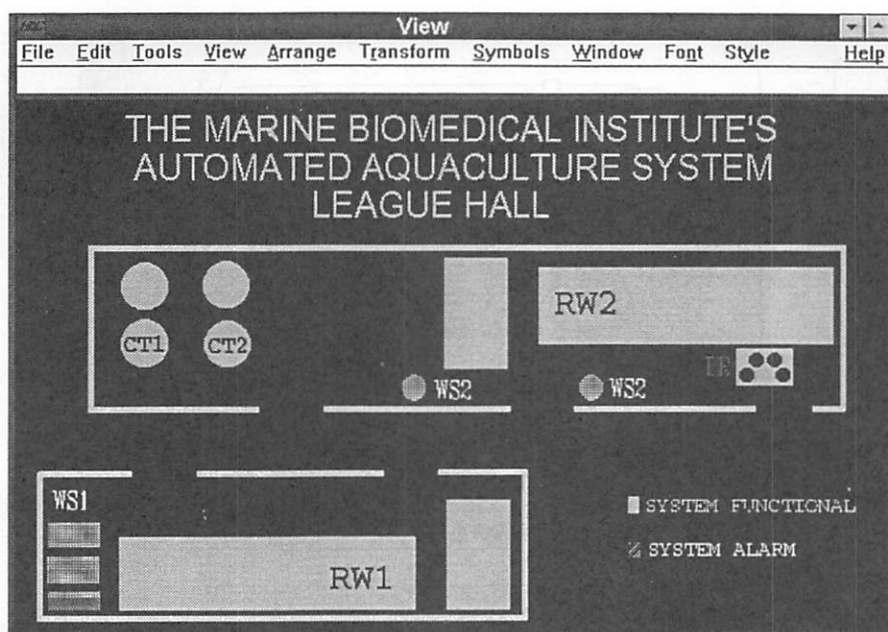 View
File Edit Tools View Arrange Transform Symbols Window Font Style Help
THE MARINE BIOMEDICAL INSTITUTE'S
AUTOMATED AQUACULTURE SYSTEM
LEAGUE HALL
RW2
CT1 CT2
WS2 WS2
WS1
SYSTEM FUNCTIONAL
SYSTEM ALARM
RW1